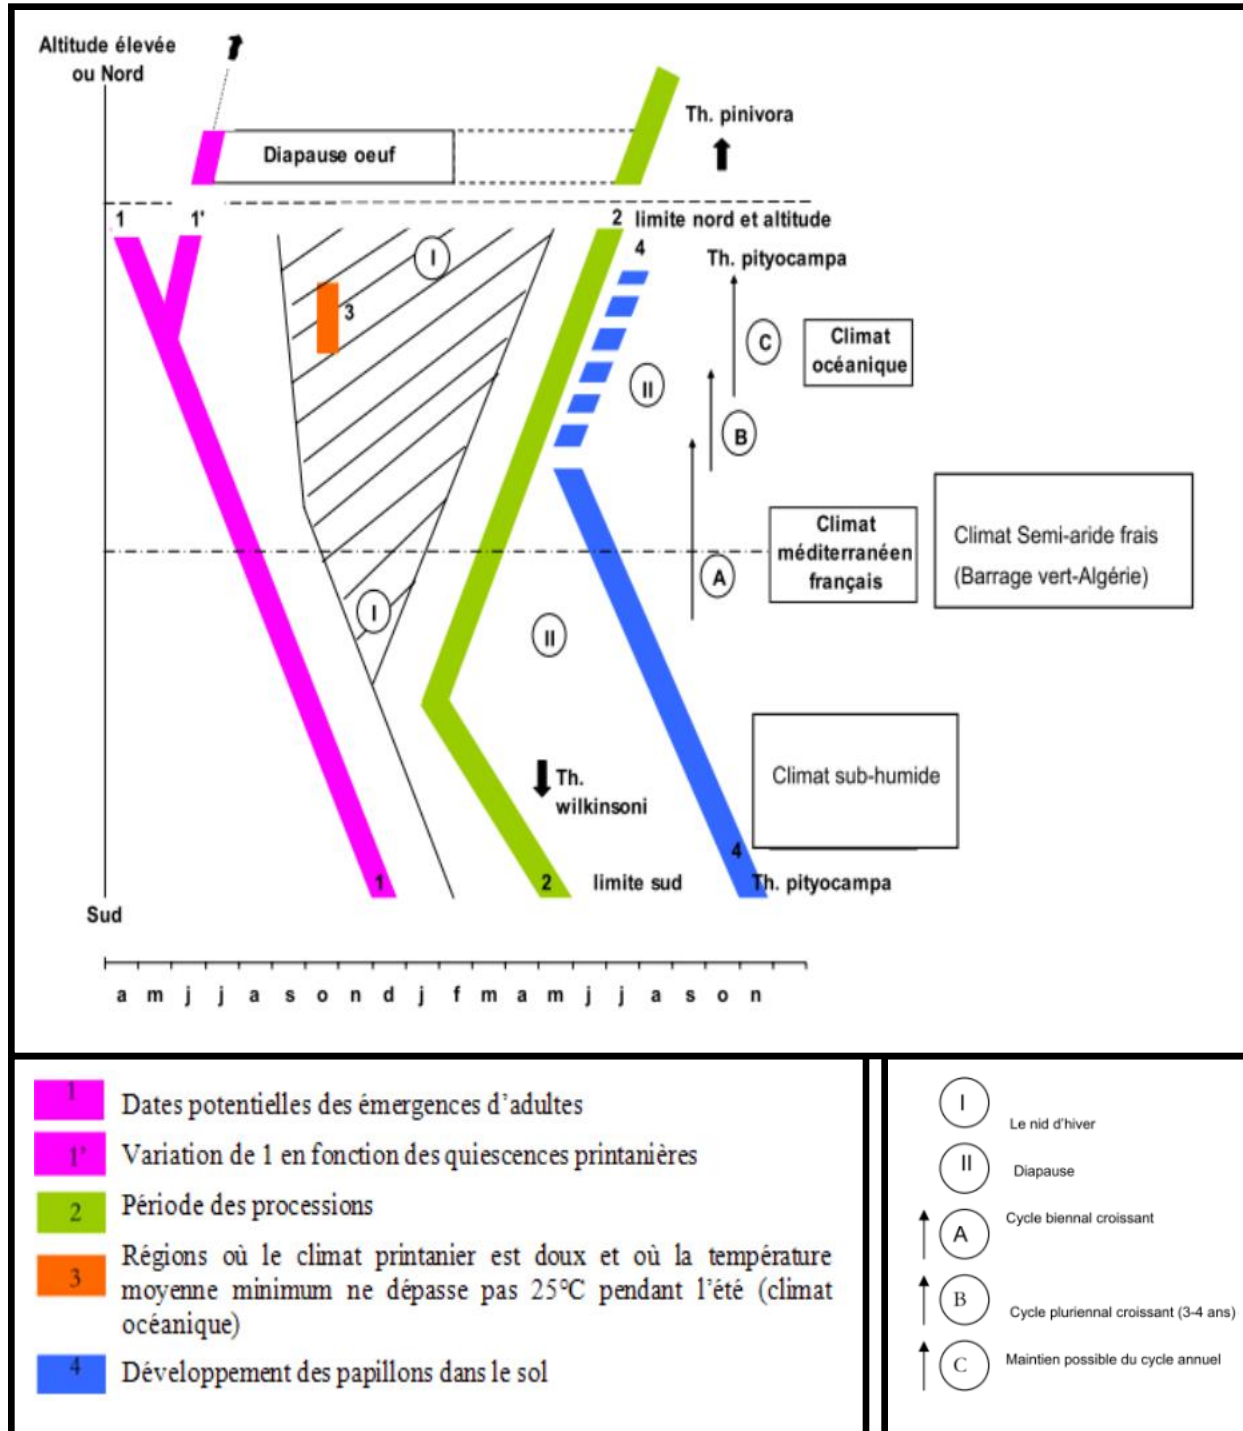 Altitude élevée
ou Nord
Th. pinivora
Diapause oeuf
1
1'
2
limite nord et altitude
4
Th. pityocampa
I
3
C
Climat
océanique
II
B
Climat
méditerranéen
français
Climat Semi-aride frais
(Barrage vert-Algérie)
A
I
II
Th.
wilkinsoni
Climat sub-humide
4
1
2
limite sud
Th. pityocampa
Sud
a m j j a s o n d j f m a m j j a s o n
1
Dates potentielles des émergences d'adultes
1'
Variation de 1 en fonction des quiescences printanières
2
Période des processions
3
Régions où le climat printanier est doux et où la température
moyenne minimum ne dépasse pas 25°C pendant l'été (climat
océanique)
4
Développement des papillons dans le sol
I
Le nid d'hiver
II
Diapause
A
Cycle biennal croissant
B
Cycle pluriennal croissant (3-4 ans)
C
Maintien possible du cycle annuel